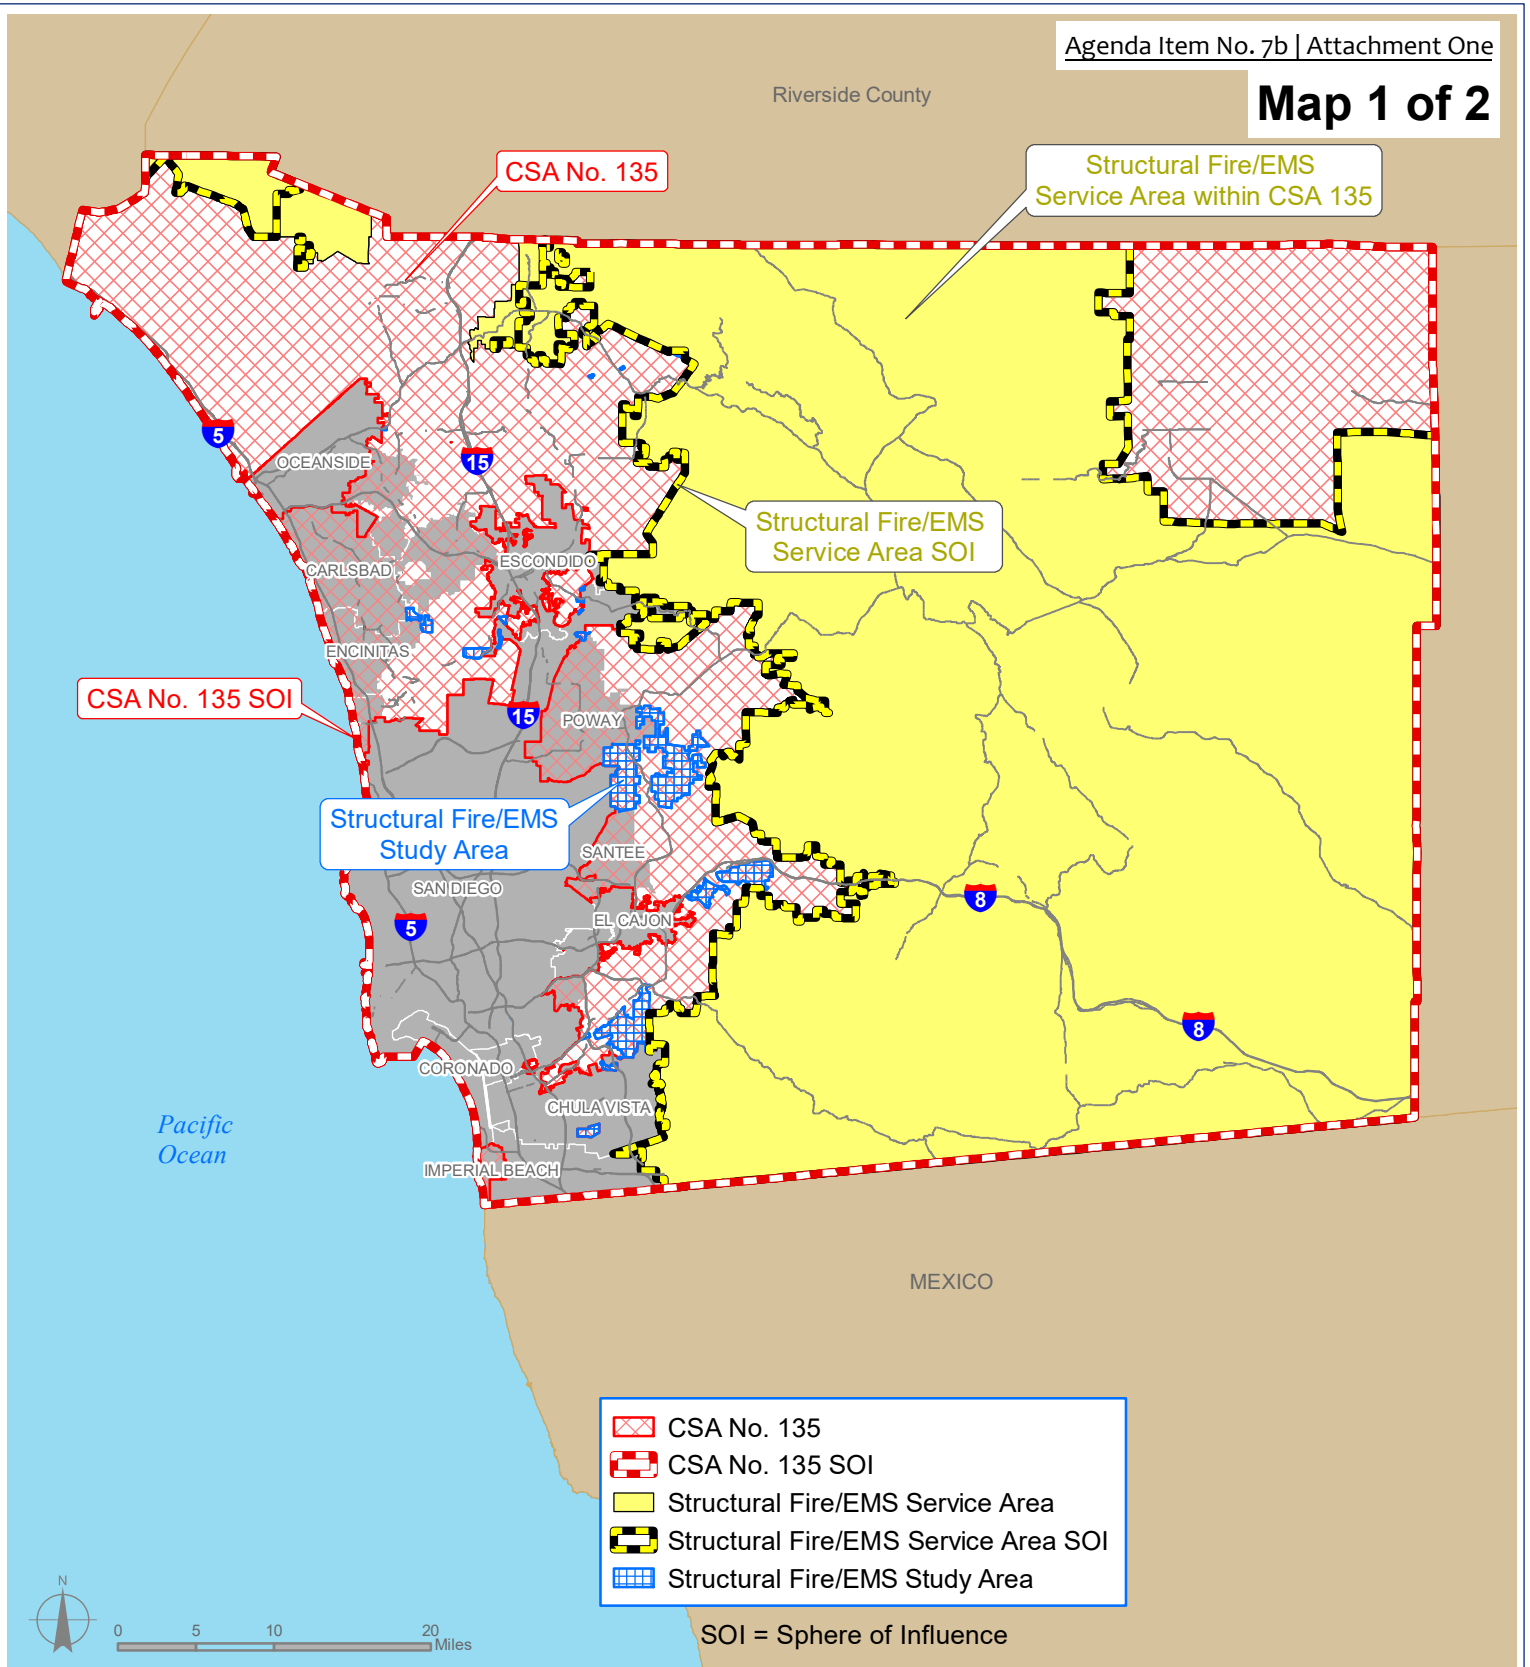 Agenda Item No. 7b | Attachment One
Map 1 of 2
Riverside County
CSA No. 135
Structural Fire/EMS
Service Area within CSA 135
5
OCEANSIDE
15
Structural Fire/EMS
Service Area SOI
ESCONDIDO
CARLSBAD
ENCINITAS
CSA No. 135 SOI
15
POWAY
Structural Fire/EMS
Study Area
SANTEE
SAN DIEGO
8
EL CAJON
5
8
CORONADO
CHULA VISTA
Pacific
Ocean
IMPERIAL BEACH
MEXICO
CSA No. 135
CSA No. 135 SOI
Structural Fire/EMS Service Area
Structural Fire/EMS Service Area SOI
Structural Fire/EMS Study Area
SOI = Sphere of Influence
N
0 5 10 20
Miles